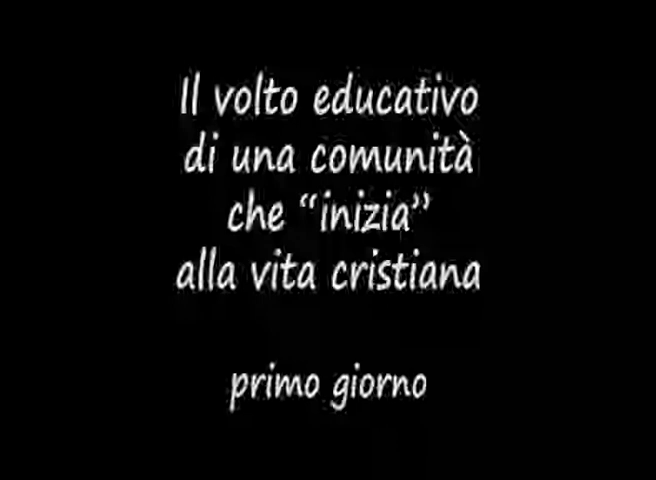 Il volto educativo
di una comunità
che “inizia”
alla vita cristiana
primo giorno